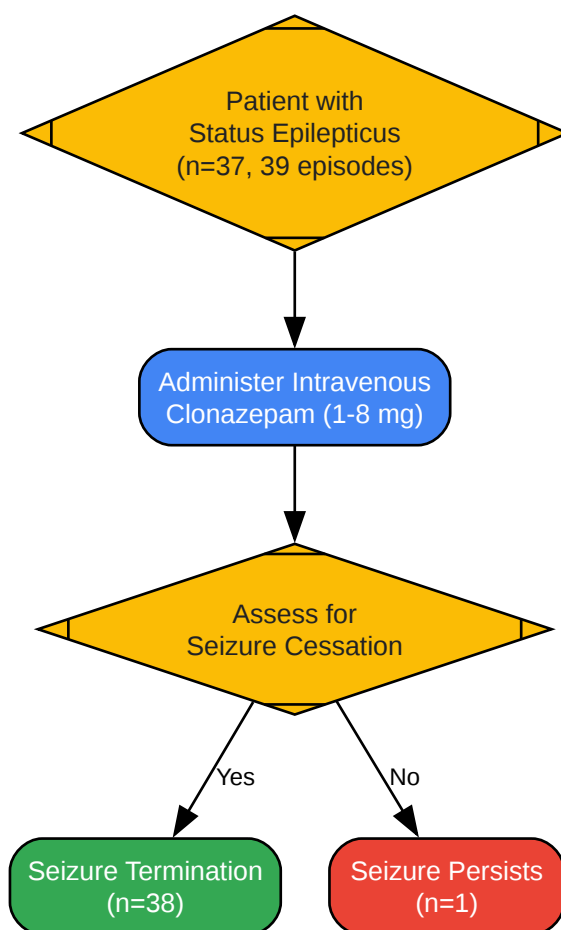 Patient with
Status Epilepticus
(n=37, 39 episodes)
Administer Intravenous
Clonazepam (1-8 mg)
Assess for
Seizure Cessation
Yes
No
Seizure Termination
(n=38)
Seizure Persists
(n=1)